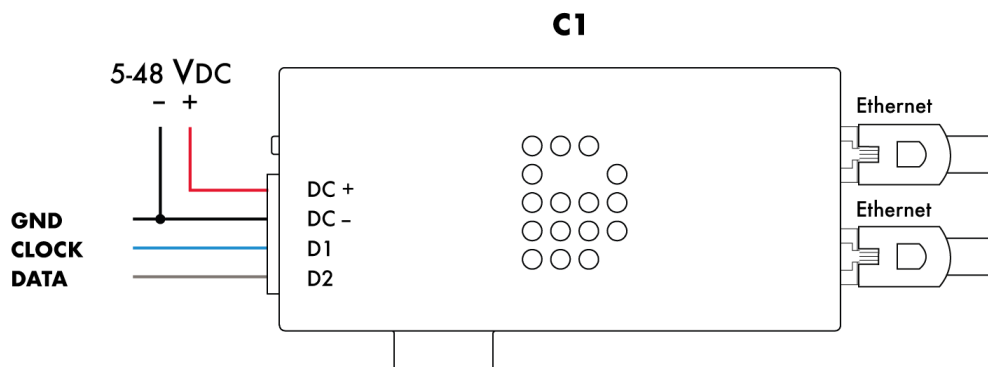 C1
5-48 VDC
– +
Ethernet
DC +
GND DC –
Ethernet
CLOCK D1
DATA D2